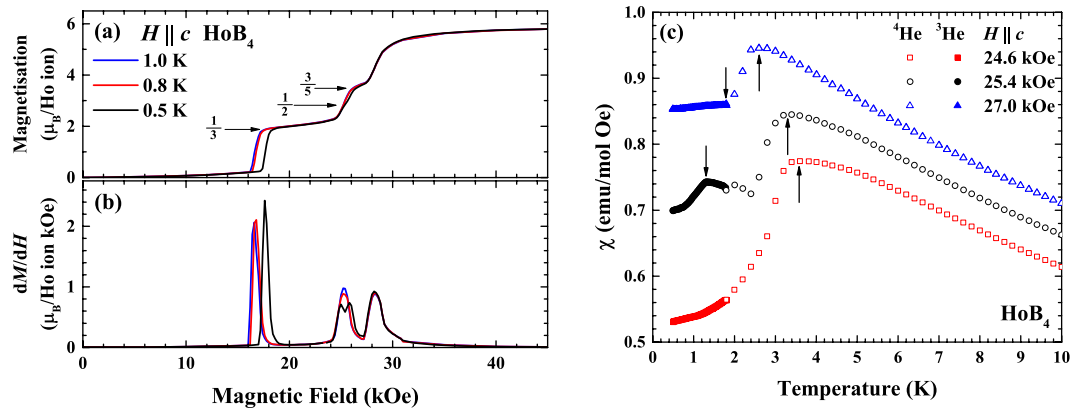 (a) H || c HoB4
1.0 K
0.8 K
0.5 K
1/3
1/2
3/5
Magnetisation
(μB/Ho ion)
0
2
4
6
(b)
dM/dH
(μB/Ho ion kOe)
0
1
2
0 10 20 30 40
Magnetic Field (kOe)
(c) 4He 3He H || c
24.6 kOe
25.4 kOe
27.0 kOe
HoB4
χ (emu/mol Oe)
0.5
0.6
0.7
0.8
0.9
1.0
0 1 2 3 4 5 6 7 8 9 10
Temperature (K)